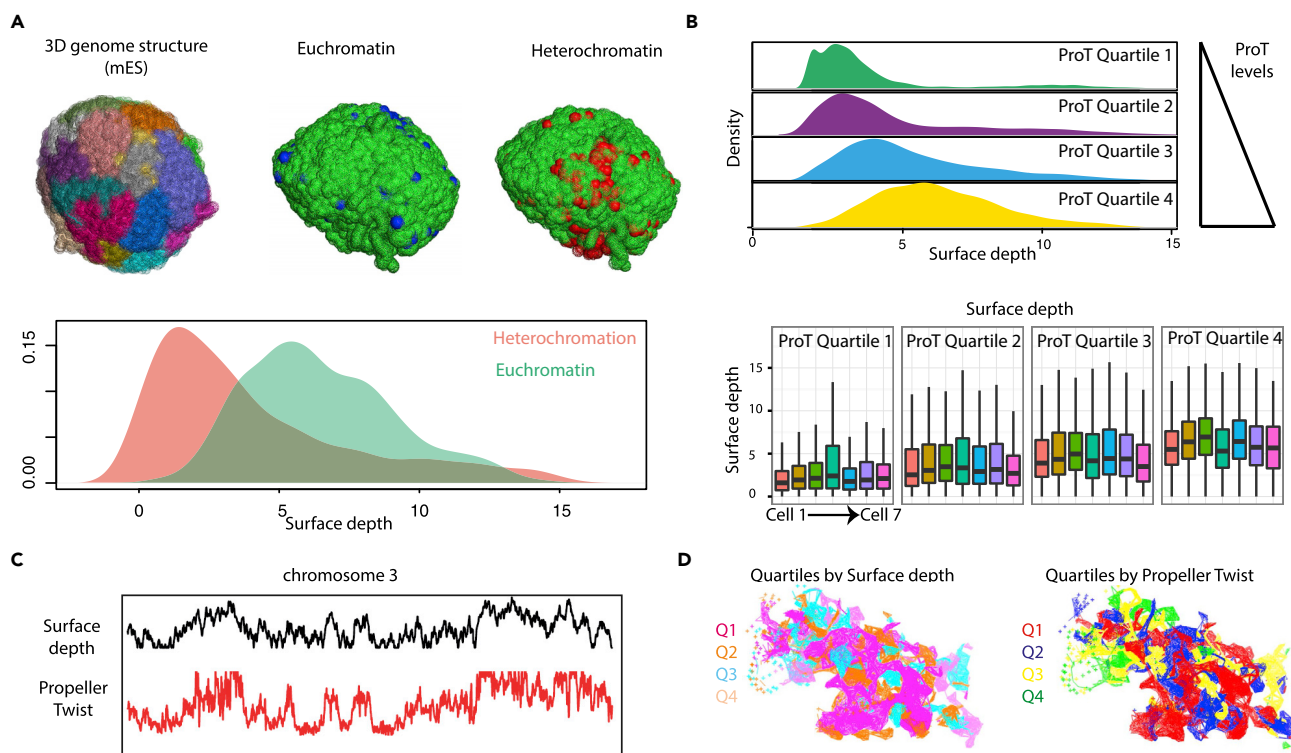 A
3D genome structure
(mES)
Euchromatin
Heterochromatin
0.15
0.00
Heterochromation
Euchromatin
0
5
10
15
Surface depth
B
Density
ProT Quartile 1
ProT Quartile 2
ProT Quartile 3
ProT Quartile 4
0
5
10
15
Surface depth
ProT
levels
Surface depth
ProT Quartile 1
ProT Quartile 2
ProT Quartile 3
ProT Quartile 4
Surface depth
15
10
5
0
Cell 1
Cell 7
C
chromosome 3
Surface
depth
Propeller
Twist
D
Quartiles by Surface depth
Q1
Q2
Q3
Q4
Quartiles by Propeller Twist
Q1
Q2
Q3
Q4